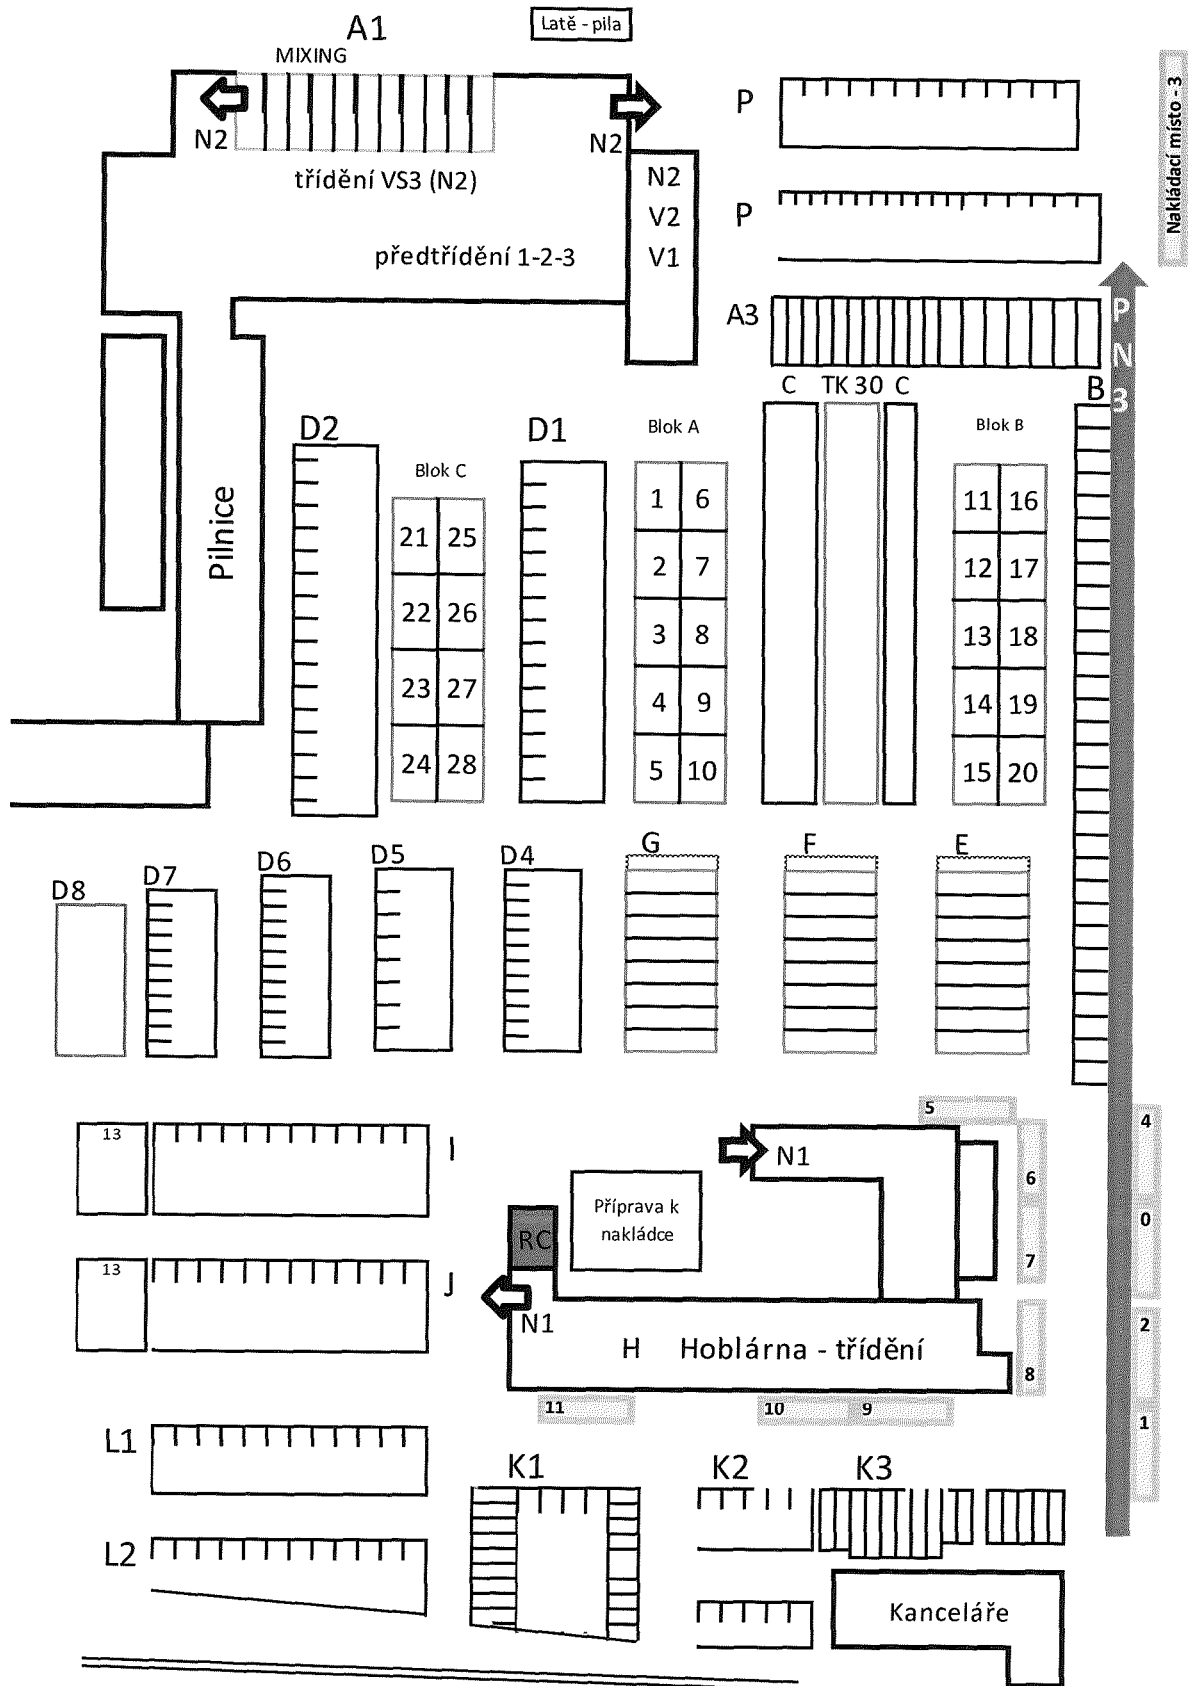 Latě - pila
A1
MIXING
N2
N2
třídění VS3 (N2)
předtřídění 1-2-3
N2
V2
V1
P
P
Nakládací místo - 3
A3
P
N
3
C
TK 30
C
B
D2
Blok C
D1
Blok A
Blok B
Pilnice
21 25
22 26
23 27
24 28
1 6
2 7
3 8
4 9
5 10
11 16
12 17
13 18
14 19
15 20
D8
D7
D6
D5
D4
G
F
E
13
I
13
J
5
4
6
0
7
2
8
1
N1
Příprava k
nakládce
RC
N1
H Hoblárna - třídění
11
10
9
L1
L2
K1
K2
K3
Kanceláře